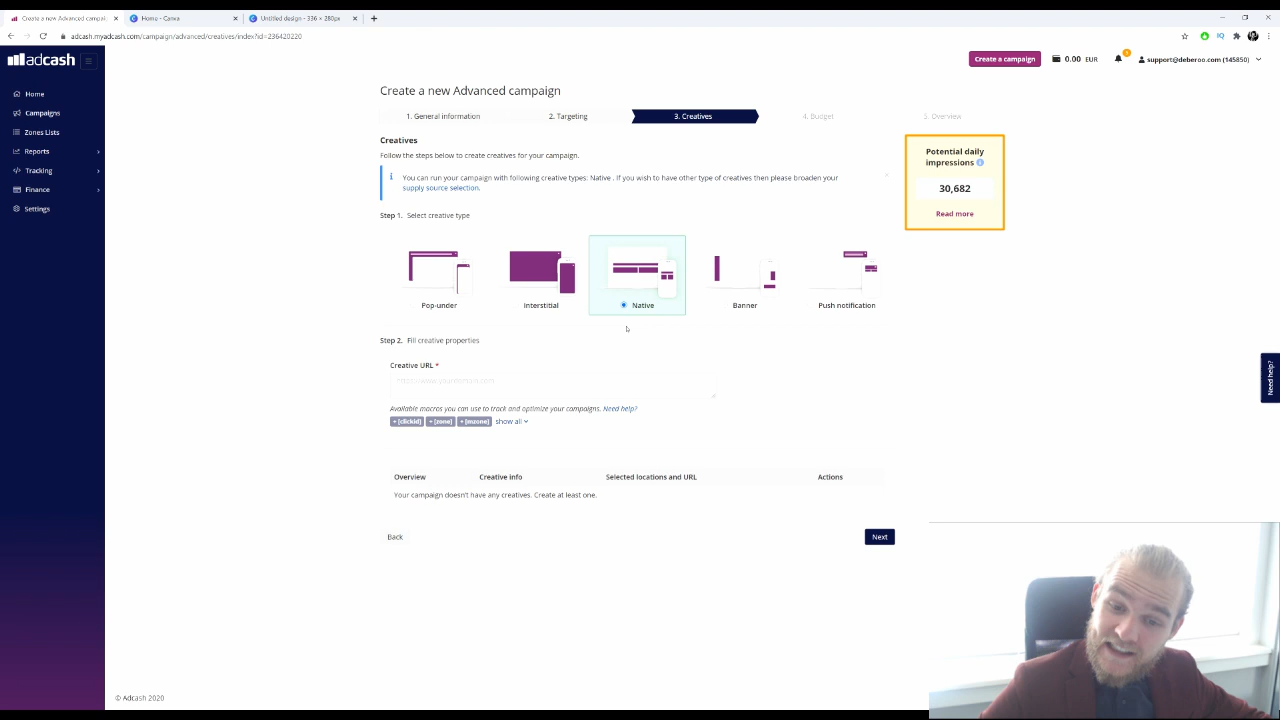 Create a new Advanced campai...
Home - Canva
Untitled design - 336 × 280px
adcash.myadcash.com/campaign/advanced/creatives/index?id=236420220
adcash
Create a campaign
0.00 EUR
support@deberoo.com (145850)
Home
Campaigns
Zones Lists
Reports
Tracking
Finance
Settings
Create a new Advanced campaign
1. General information
2. Targeting
3. Creatives
4. Budget
5. Overview
Creatives
Follow the steps below to create creatives for your campaign.
You can run your campaign with following creative types: Native . If you wish to have other type of creatives then please broaden your
supply source selection.
Potential daily
impressions
30,682
Read more
Step 1. Select creative type
Pop-under
Interstitial
Native
Banner
Push notification
Step 2. Fill creative properties
Creative URL *
Available macros you can use to track and optimize your campaigns. Need help?
+ [clickid] + [zone] + [mzone] show all
Need help?
Overview
Creative info
Selected locations and URL
Actions
Your campaign doesn't have any creatives. Create at least one.
Back
Next
© Adcash 2020